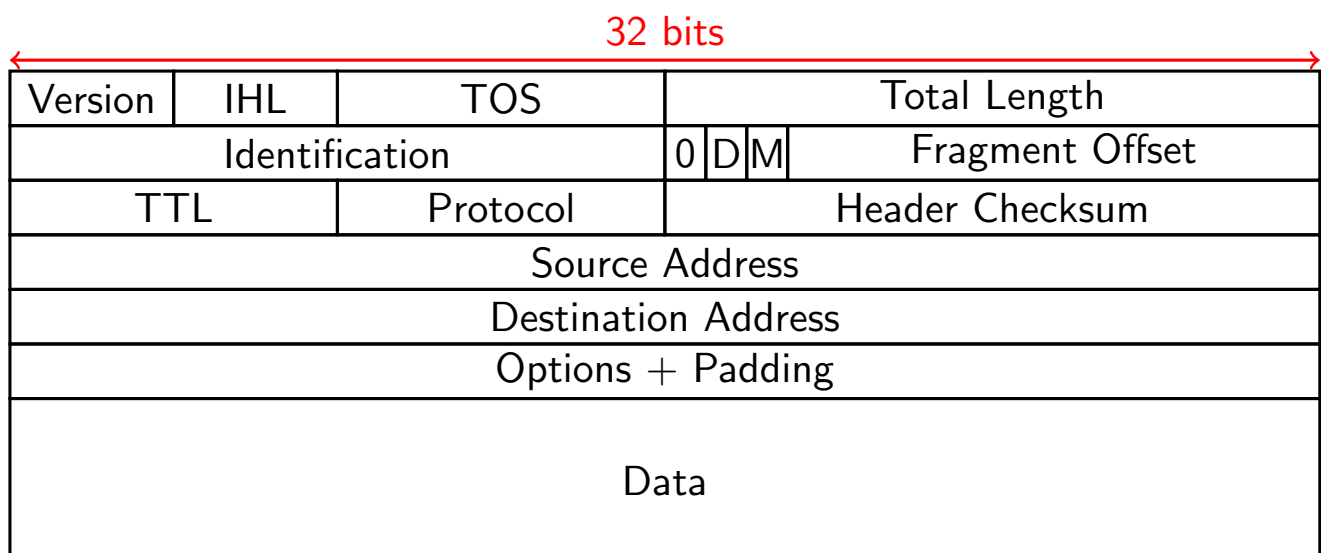 32 bits
Version IHL TOS Total Length
Identification 0 D M Fragment Offset
TTL Protocol Header Checksum
Source Address
Destination Address
Options + Padding
Data